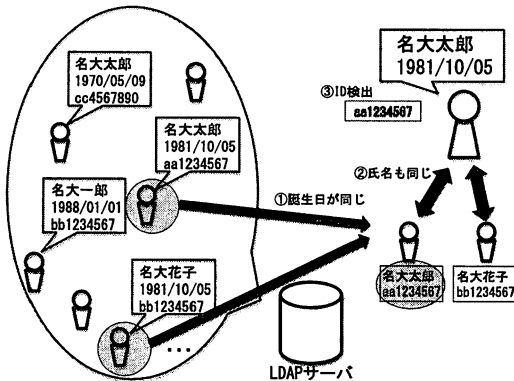 名大太郎
1970/05/09
cc4567890
名大太郎
1981/10/05
aa1234567
名大一郎
1988/01/01
bb1234567
名大花子
1981/10/05
bb1234567
…
①誕生日が同じ
LDAPサーバ
名大太郎
1981/10/05
③ID検出
aa1234567
②氏名も同じ
名大太郎
aa1234567
名大花子
bb1234567